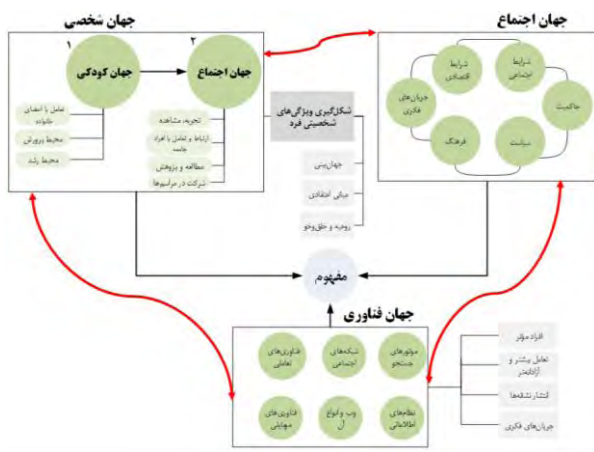 جهان شخصی
۱
جهان کودکی
تعامل با اعضای
خانواده
محیط پرورش
محیط رشد
۲
جهان اجتماع
تجربه، مشاهده
ارتباط و تعامل با افراد
جامعه
مطالعه و پژوهش
شرکت در مراسم‌ها
شکل‌گیری ویژگی‌های
شخصیتی فرد
جهان‌بینی
مبانی اعتقادی
روحیه و خلق‌وخو
جهان اجتماع
شرایط
اجتماعی
شرایط
اقتصادی
حاکمیت
جریان‌های
فکری
سیاست
فرهنگ
مفهوم
جهان فناوری
موتورهای
جستجو
شبکه‌های
اجتماعی
فناوری‌های
تعاملی
نظام‌های
اطلاعاتی
وب و انواع
آن
فناوری‌های
افراد مؤثر
تعامل بیشتر و
آزادانه‌تر
انتشار نشقه‌ها
جریان‌های فکری